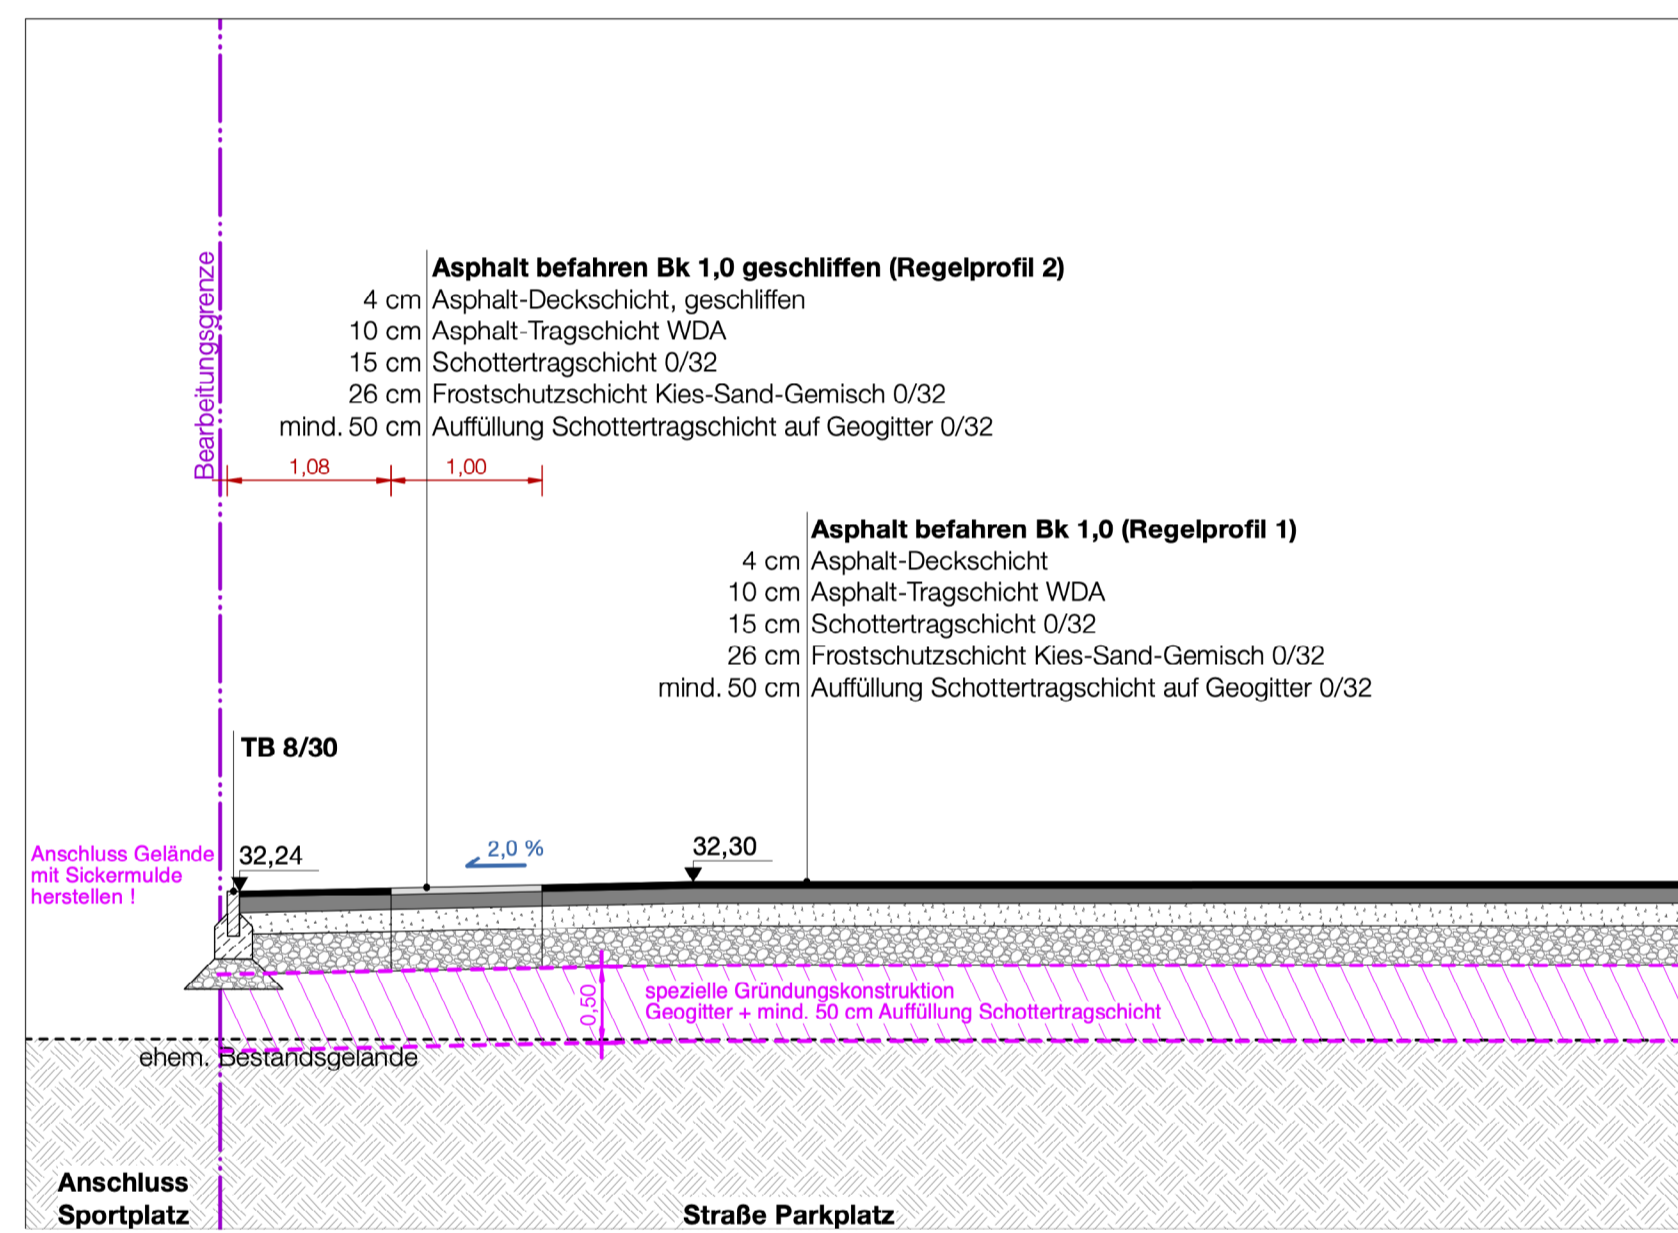 Bearbeitungsgrenze
Asphalt befahren Bk 1,0 geschliffen (Regelprofil 2)
4 cm Asphalt-Deckschicht, geschliffen
10 cm Asphalt-Tragschicht WDA
15 cm Schottertragschicht 0/32
26 cm Frostschutzschicht Kies-Sand-Gemisch 0/32
mind. 50 cm Auffüllung Schottertragschicht auf Geogitter 0/32
1,08 1,00
Asphalt befahren Bk 1,0 (Regelprofil 1)
4 cm Asphalt-Deckschicht
10 cm Asphalt-Tragschicht WDA
15 cm Schottertragschicht 0/32
26 cm Frostschutzschicht Kies-Sand-Gemisch 0/32
mind. 50 cm Auffüllung Schottertragschicht auf Geogitter 0/32
TB 8/30
Anschluss Gelände
mit Sickermulde
herstellen !
32,24
2,0 %
32,30
0,50
spezielle Gründungskonstruktion
Geogitter + mind. 50 cm Auffüllung Schottertragschicht
ehem. Bestandsgelände
Anschluss
Sportplatz
Straße Parkplatz